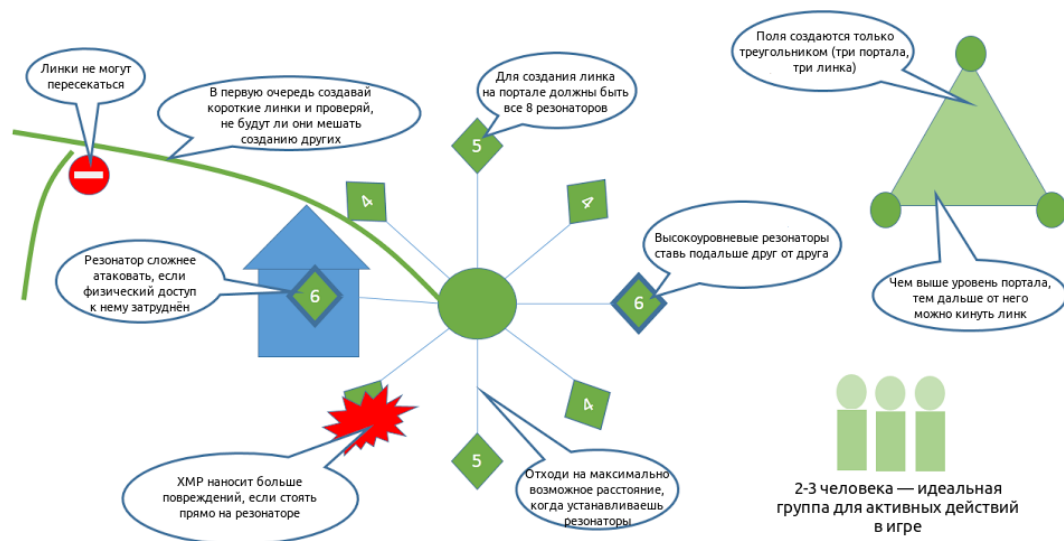 Линки не могут
пересекаться
В первую очередь создавай
короткие линки и проверяй,
не будут ли они мешать
созданию других
Для создания линка
на портале должны быть
все 8 резонаторов
Поля создаются только
треугольником (три портала,
три линка)
5
4
4
Резонатор сложнее
атаковать, если
физический доступ
к нему затруднён
6
6
Высокоуровневые резонаторы
ставь подальше друг от друга
Чем выше уровень портала,
тем дальше от него
можно кинуть линк
4
5
XMP наносит больше
повреждений, если стоять
прямо на резонаторе
Отходи на максимально
возможное расстояние,
когда устанавливаешь
резонаторы
2-3 человека — идеальная
группа для активных действий
в игре